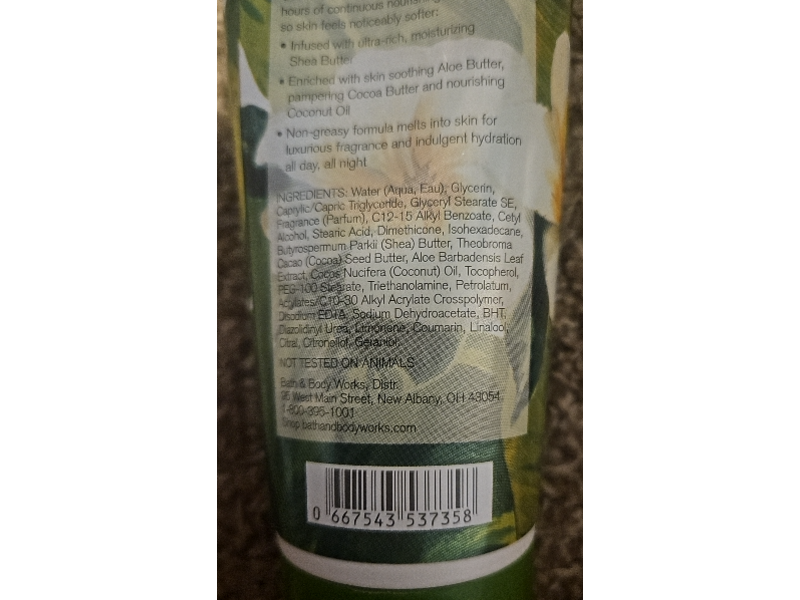 hours of continuous nourishing
so skin feels noticeably softer:
• Infused with ultra-rich, moisturizing
Shea Butter
• Enriched with skin soothing Aloe Butter,
pampering Cocoa Butter and nourishing
Coconut Oil
• Non-greasy formula melts into skin for
luxurious fragrance and indulgent hydration
all day, all night
INGREDIENTS: Water (Aqua, Eau), Glycerin,
Caprylic/Capric Triglyceride, Glyceryl Stearate SE,
Fragrance (Parfum), C12-15 Alkyl Benzoate, Cetyl
Alcohol, Stearic Acid, Dimethicone, Isohexadecane,
Butyrospermum Parkii (Shea) Butter, Theobroma
Cacao (Cocoa) Seed Butter, Aloe Barbadensis Leaf
Extract, Cocos Nucifera (Coconut) Oil, Tocopherol,
PEG-100 Stearate, Triethanolamine, Petrolatum,
Acrylates/C10-30 Alkyl Acrylate Crosspolymer,
Disodium EDTA, Sodium Dehydroacetate, BHT,
Diazolidinyl Urea, Limonene, Coumarin, Linalool,
Citral, Citronellol, Geraniol.
NOT TESTED ON ANIMALS
Bath & Body Works, Distr.
95 West Main Street, New Albany, OH 43054
1-800-395-1001
Shop bathandbodyworks.com
0 667543 537358